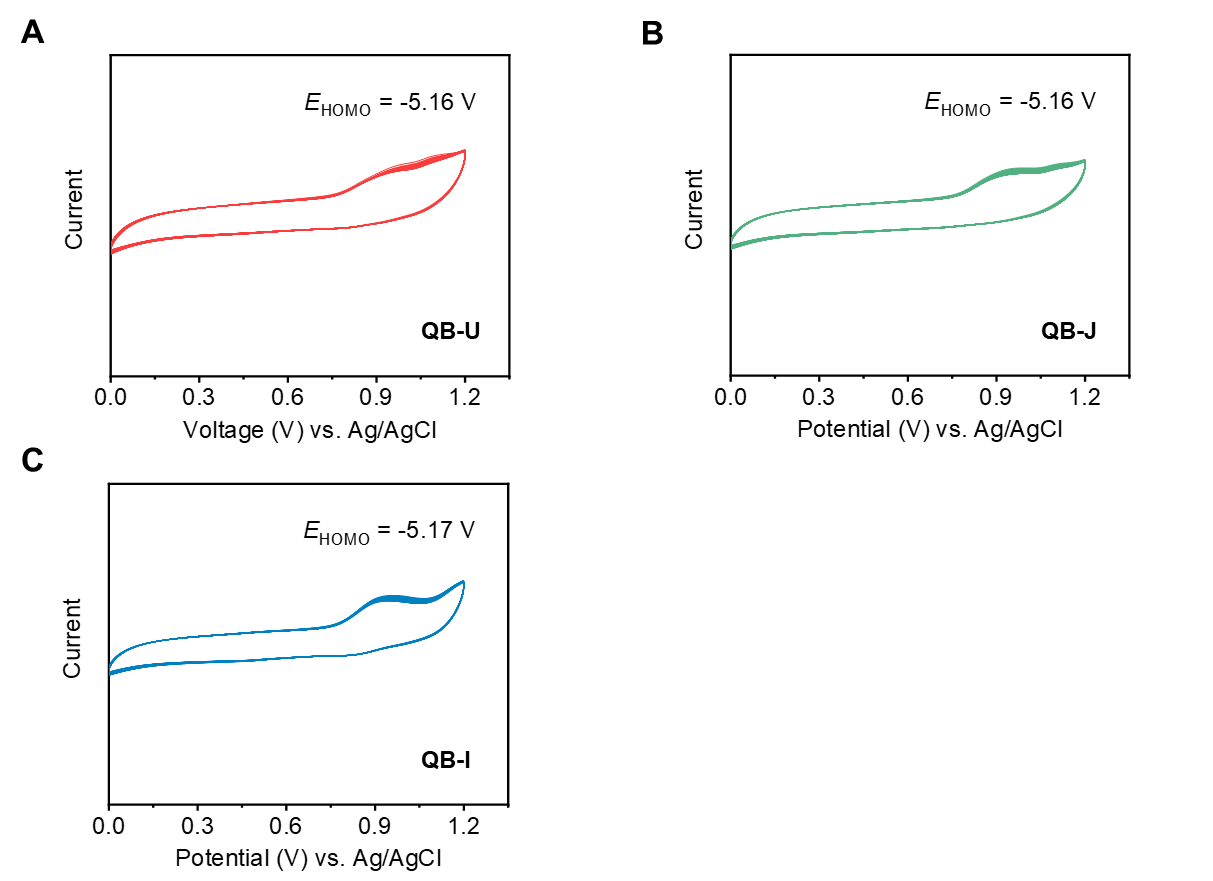 A
E_HOMO = -5.16 V
Current
QB-U
0.0 0.3 0.6 0.9 1.2
Voltage (V) vs. Ag/AgCl
B
E_HOMO = -5.16 V
Current
QB-J
0.0 0.3 0.6 0.9 1.2
Potential (V) vs. Ag/AgCl
C
E_HOMO = -5.17 V
Current
QB-I
0.0 0.3 0.6 0.9 1.2
Potential (V) vs. Ag/AgCl